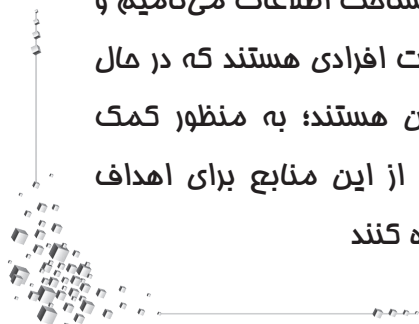 اطلاعات می‌نامیم و
ت افرادی هستند که در حال
ن هستند؛ به منظور کمک
از این منابع برای اهداف
ه کنند